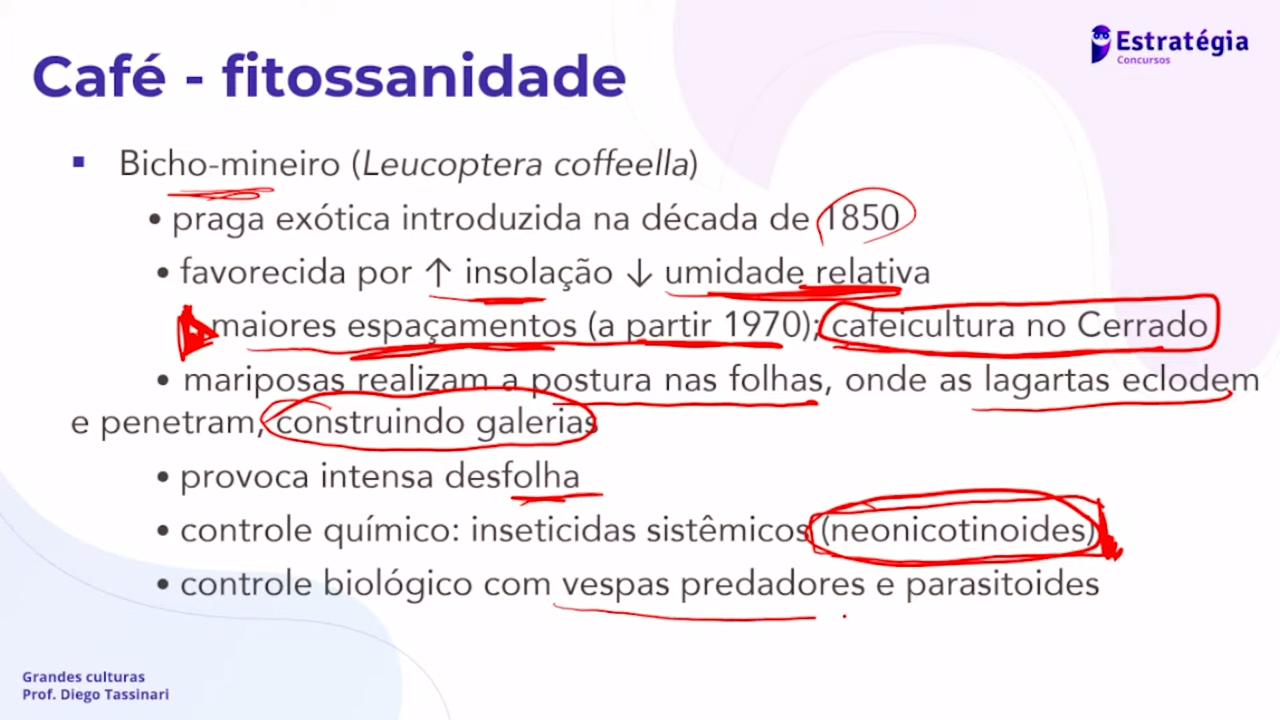 Estratégia
Concursos
Café - fitossanidade
▪ Bicho-mineiro (Leucoptera coffeella)
• praga exótica introduzida na década de 1850
• favorecida por ↑ insolação ↓ umidade relativa
maiores espaçamentos (a partir 1970); cafeicultura no Cerrado
• mariposas realizam a postura nas folhas, onde as lagartas eclodem
e penetram, construindo galerias
• provoca intensa desfolha
• controle químico: inseticidas sistêmicos (neonicotinoides)
• controle biológico com vespas predadores e parasitoides
Grandes culturas
Prof. Diego Tassinari